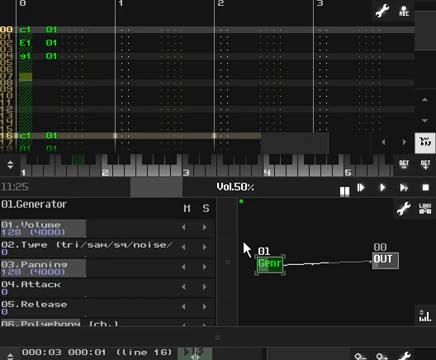 0 1 2 3
00 c1 01
01
02 E1 01
03
04 g1 01
05
06
07
08
09
10
11
12
13
14
15
16 c1 01
REC
1 2 3 4 5
OCT OCT
11:25 Vol.50%
01.Generator M S
LINK
01.Volume
128 (4000)
02.Type (tri/saw/sq/noise/
0
03.Panning
128 (4000)
04.Attack
0
05.Release
0
06.Polyphony (ch.)
01
Genr
00
OUT
000:03 000:01 (line 16)